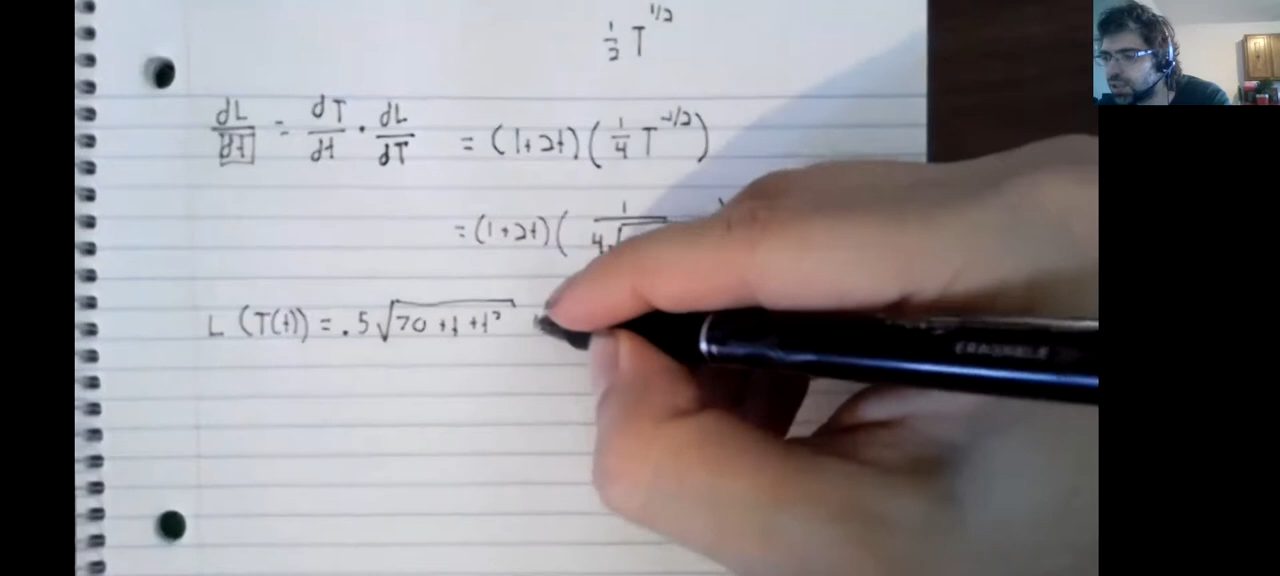 1/2 T^1/2
dL/dt = dT/dt · dL/dT = (1+2t)(1/4 T^-1/2)
= (1+2t)( 1/4√
L (T(t)) = .5√70+t+t²
ERASABLE